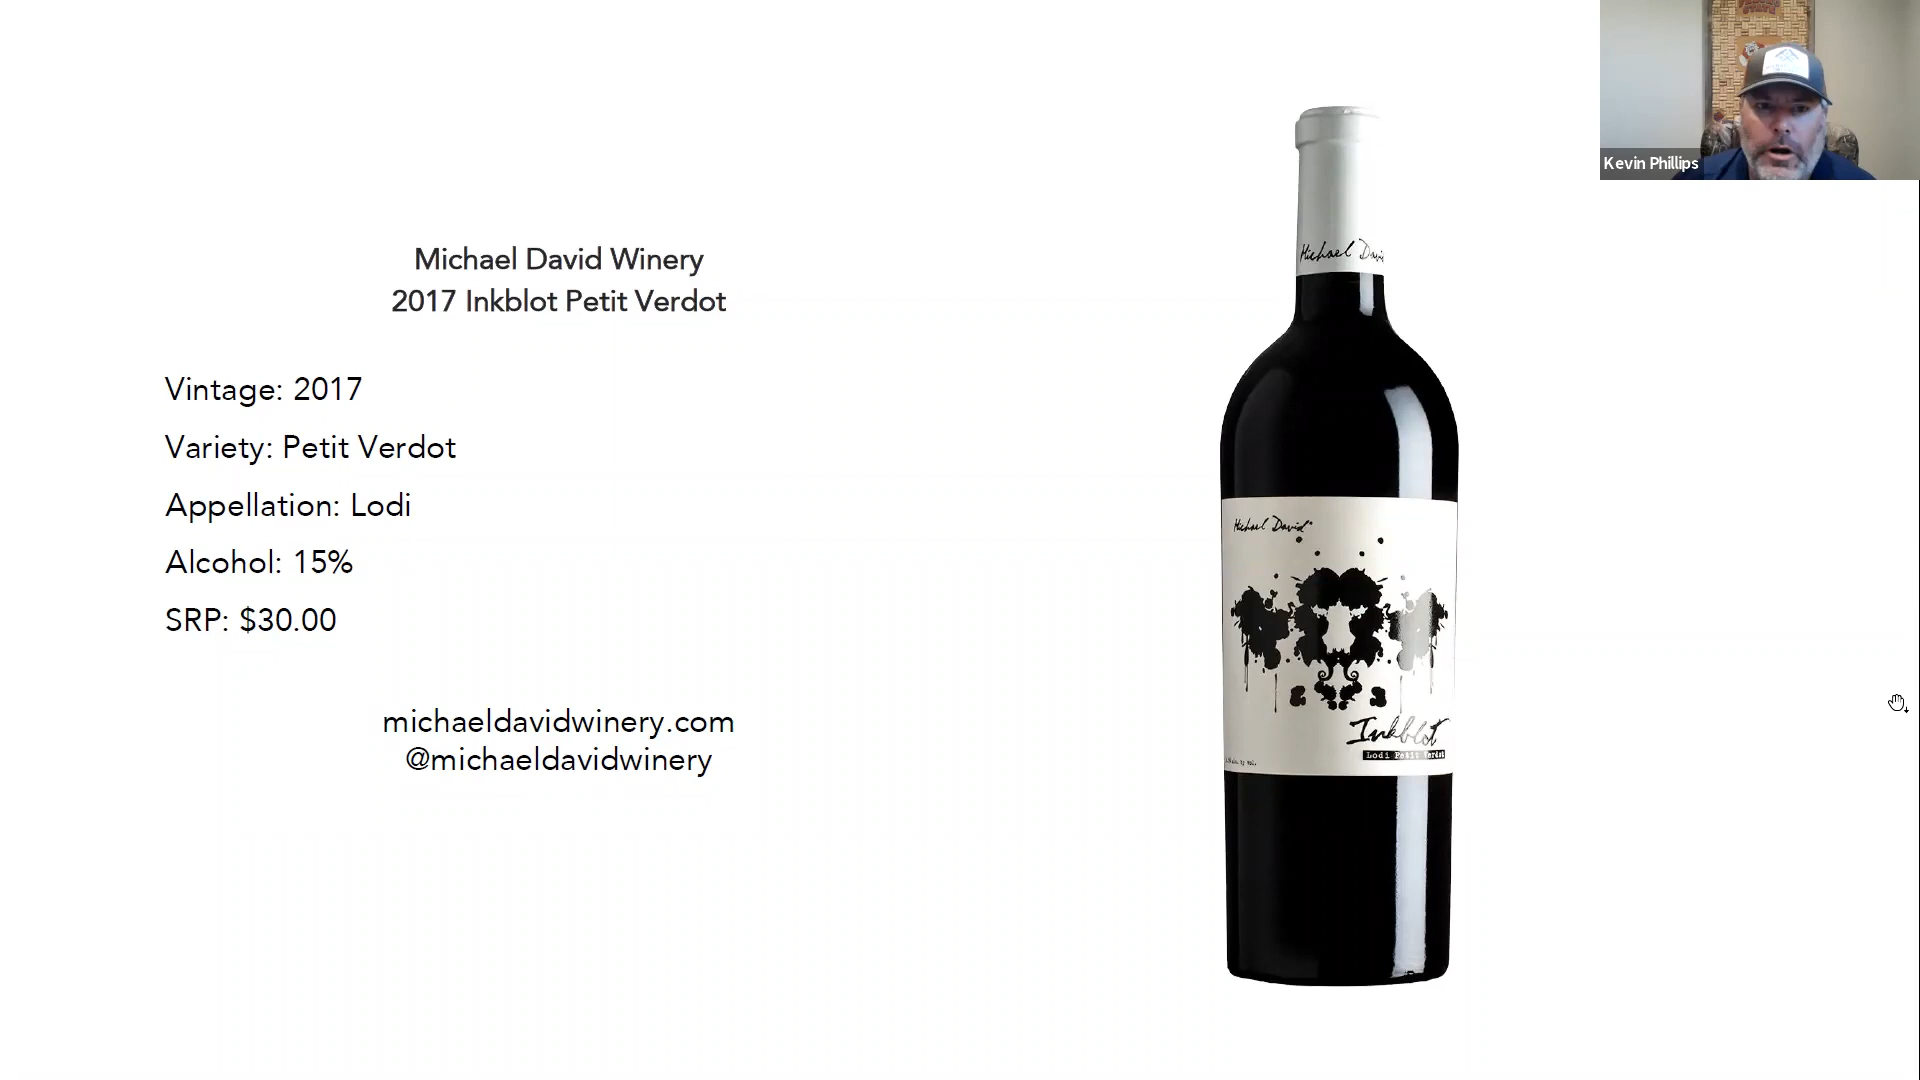 Michael David Winery
2017 Inkblot Petit Verdot
Vintage: 2017
Variety: Petit Verdot
Appellation: Lodi
Alcohol: 15%
SRP: $30.00
michaeldavidwinery.com
@michaeldavidwinery
Michael David
Michael David
Inkblot
Lodi Petit Verdot
Kevin Phillips